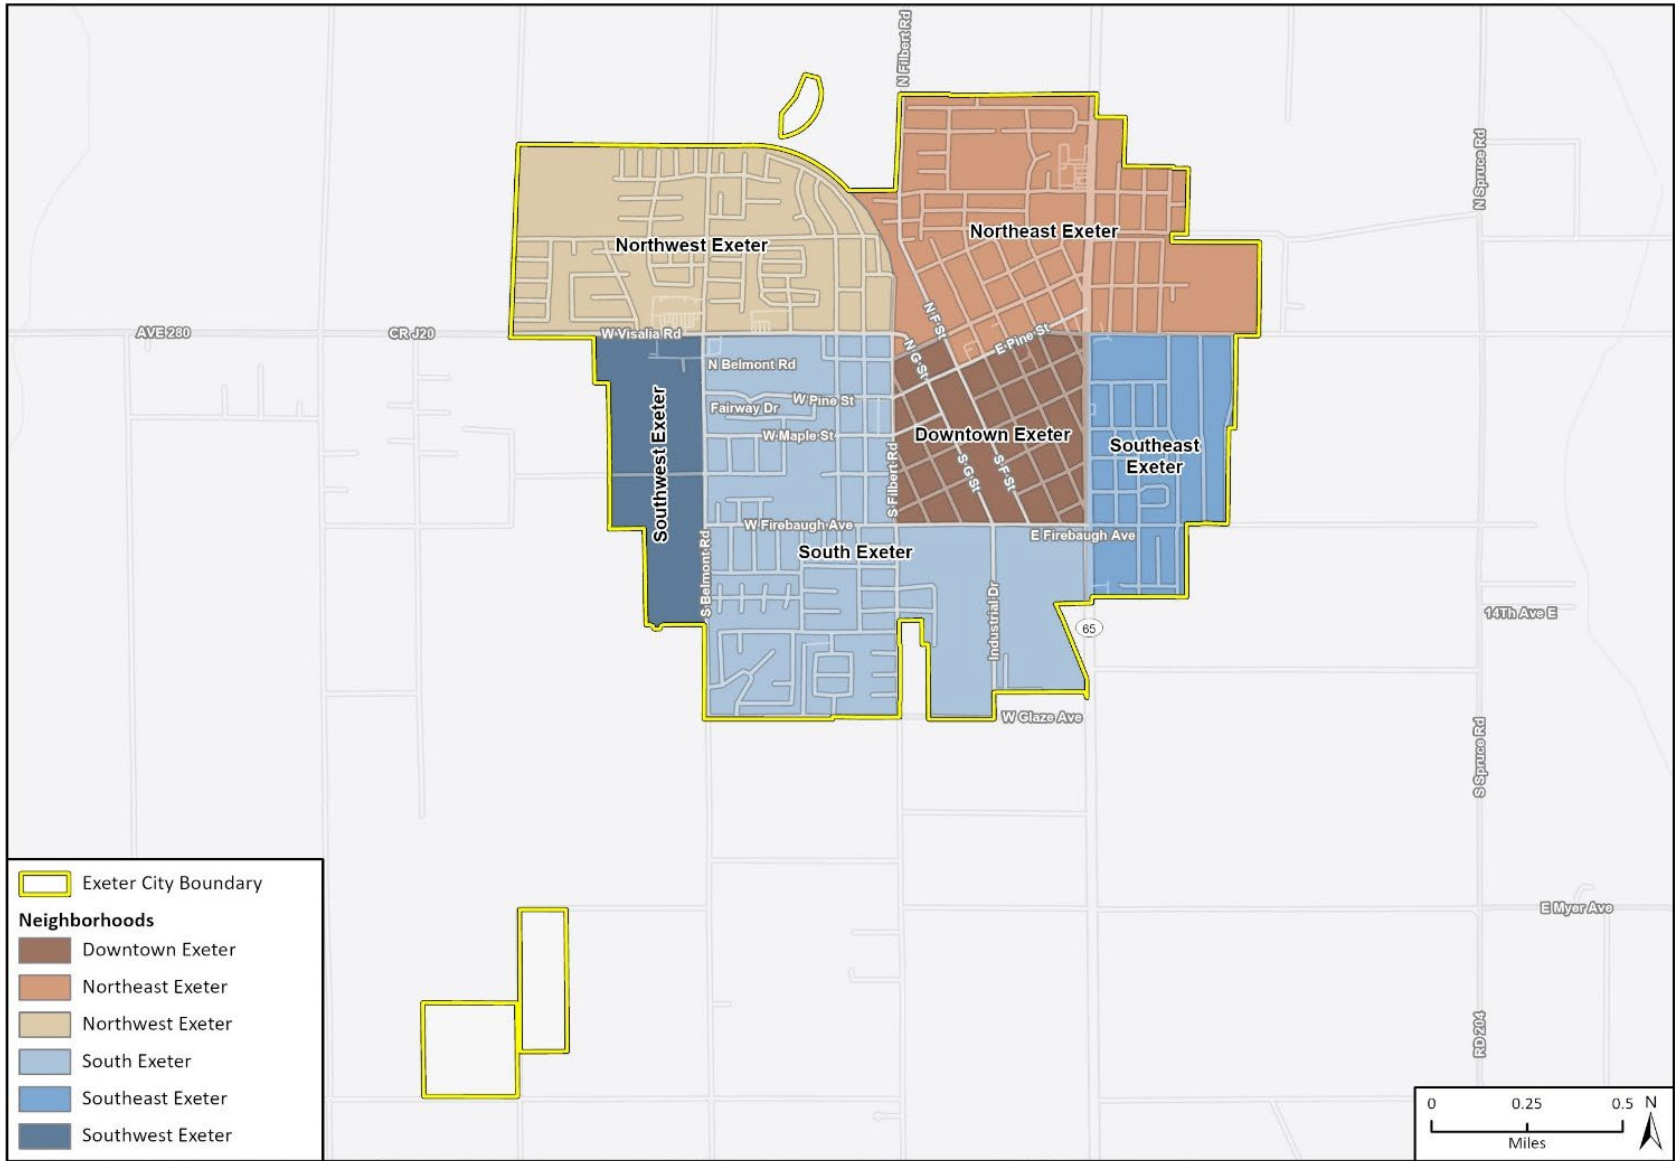 N Filbert Rd
N Spruce Rd
Northeast Exeter
Northwest Exeter
N F St
AVE 280
CR J20
W Visalia Rd
E Pine St
N G St
N Belmont Rd
Southwest Exeter
W Pine St
Fairway Dr
W Maple St
Downtown Exeter
Southeast
Exeter
S Filbert Rd
S G St
S F St
W Firebaugh Ave
E Firebaugh Ave
South Exeter
S Belmont Rd
Industrial Dr
65
14Th Ave E
W Glaze Ave
S Spruce Rd
E Myer Ave
RD 204
Exeter City Boundary
Neighborhoods
Downtown Exeter
Northeast Exeter
Northwest Exeter
South Exeter
Southeast Exeter
Southwest Exeter
0 0.25 0.5 N
Miles